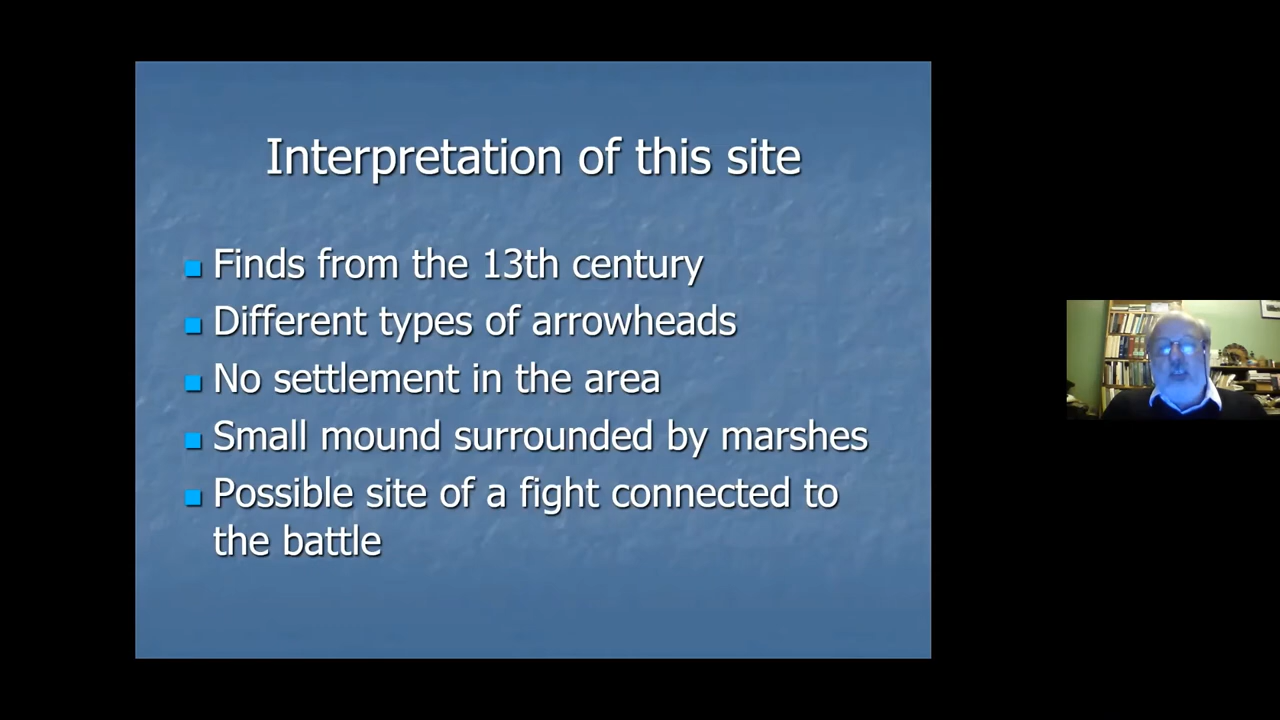 Interpretation of this site
Finds from the 13th century
Different types of arrowheads
No settlement in the area
Small mound surrounded by marshes
Possible site of a fight connected to
the battle